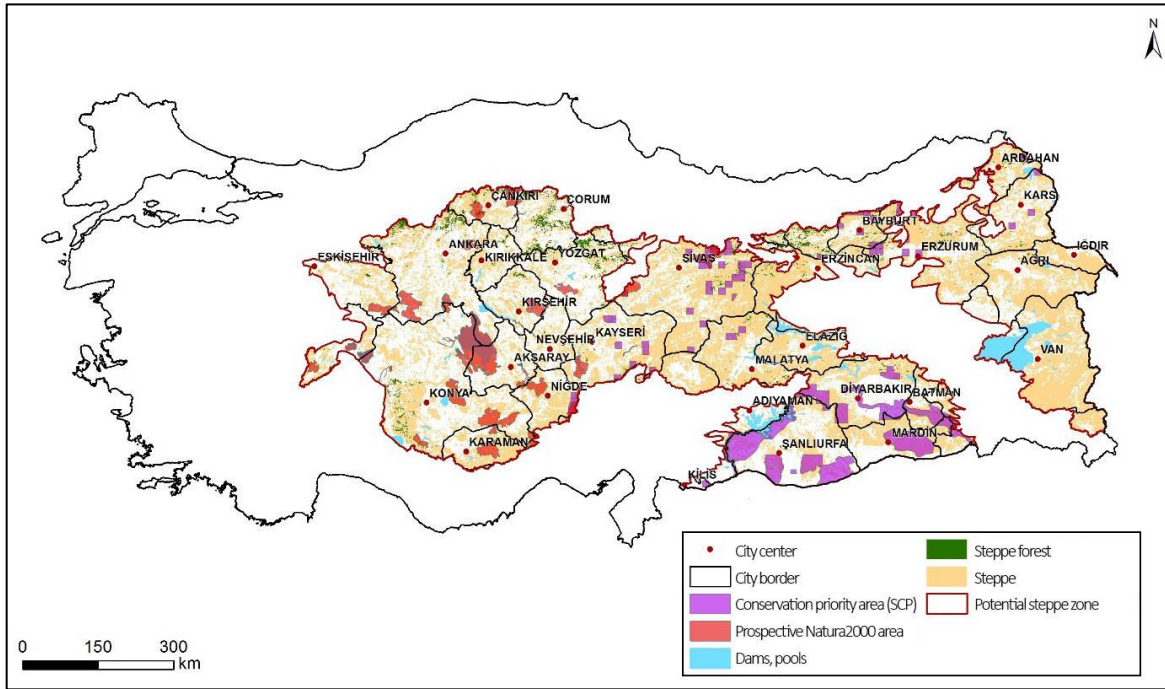 N
ARDAHAN
KARS
ÇANKIRI
ÇORUM
BAYBURT
ANKARA
ERZURUM
IĞDIR
ESKİŞEHİR
KIRIKKALE
YOZGAT
SİVAS
ERZİNCAN
AĞRI
KIRŞEHİR
NEVŞEHİR
KAYSERİ
ELAZIĞ
VAN
AKSARAY
MALATYA
KONYA
NİĞDE
DİYARBAKIR
BATMAN
ADIYAMAN
MARDİN
KARAMAN
ŞANLIURFA
KİLİS
City center
City border
Conservation priority area (SCP)
Prospective Natura2000 area
Dams, pools
Steppe forest
Steppe
Potential steppe zone
0 150 300
km